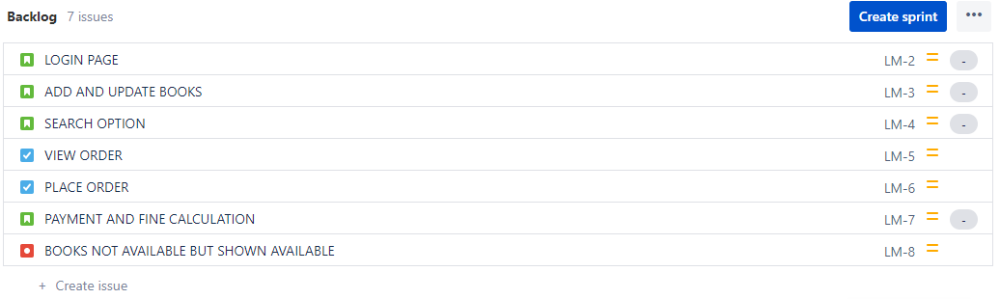 Backlog 7 issues Create sprint •••
LOGIN PAGE LM-2 -
ADD AND UPDATE BOOKS LM-3 -
SEARCH OPTION LM-4 -
VIEW ORDER LM-5
PLACE ORDER LM-6
PAYMENT AND FINE CALCULATION LM-7 -
BOOKS NOT AVAILABLE BUT SHOWN AVAILABLE LM-8
+ Create issue